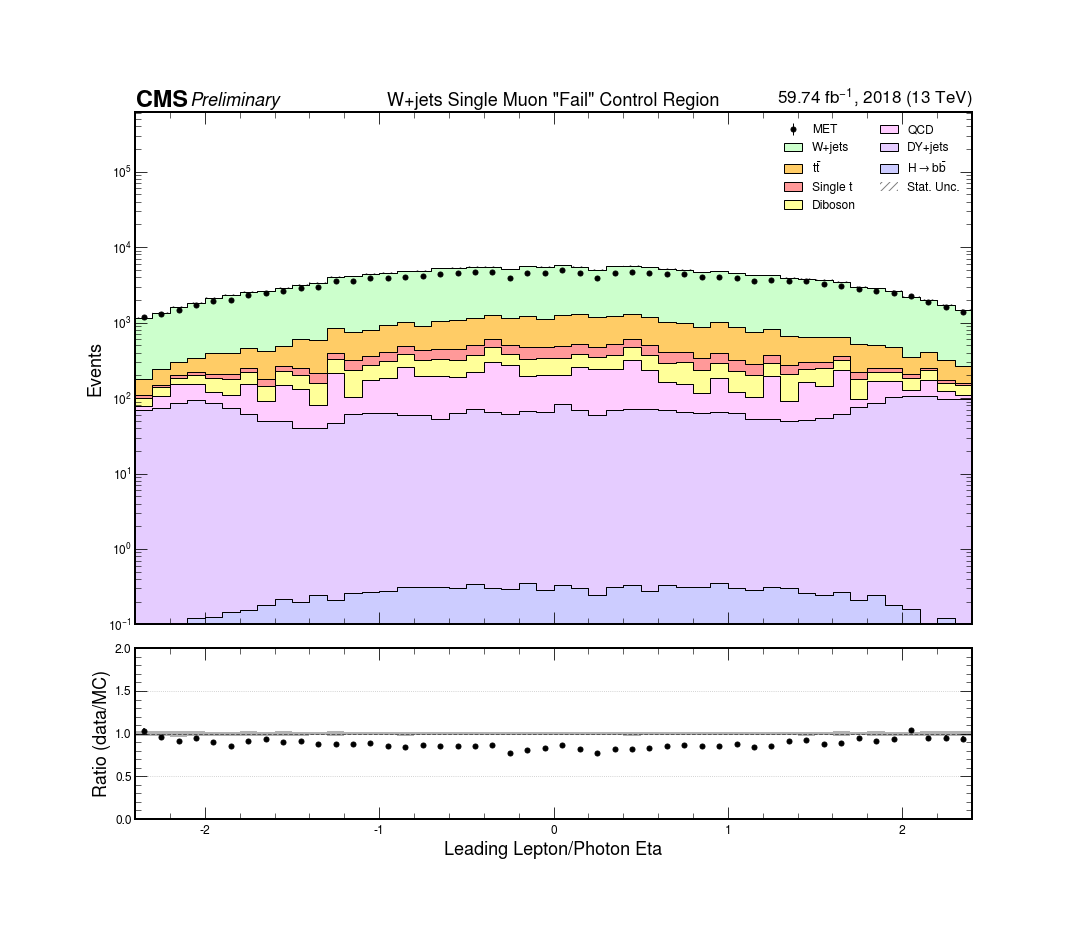 CMS Preliminary W+jets Single Muon "Fail" Control Region 59.74 fb⁻¹, 2018 (13 TeV)
MET QCD
W+jets DY+jets
tt̄ H→bb̄
Single t Stat. Unc.
Diboson
10⁵
10⁴
10³
10²
10¹
10⁰
10⁻¹
Events
2.0
1.5
1.0
0.5
0.0
Ratio (data/MC)
-2 -1 0 1 2
Leading Lepton/Photon Eta